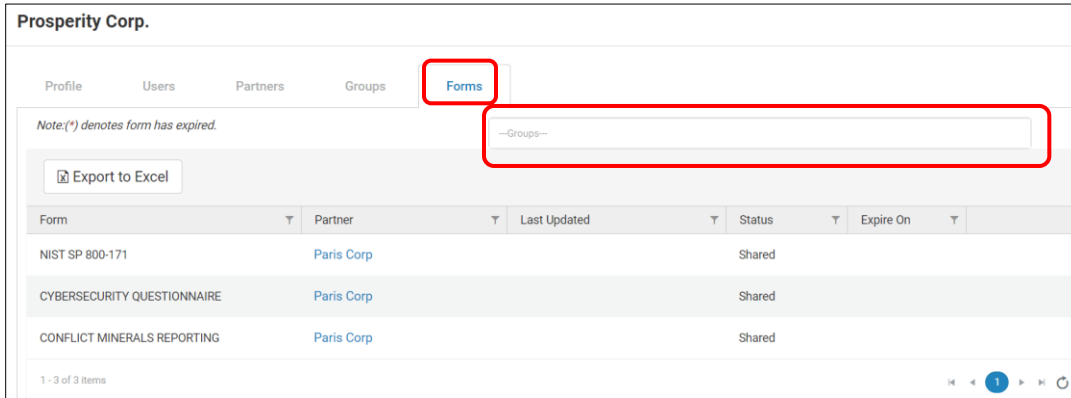 Prosperity Corp.
Profile Users Partners Groups Forms
Note:(*) denotes form has expired.
---Groups---
Export to Excel
Form Partner Last Updated Status Expire On
NIST SP 800-171 Paris Corp Shared
CYBERSECURITY QUESTIONNAIRE Paris Corp Shared
CONFLICT MINERALS REPORTING Paris Corp Shared
1 - 3 of 3 items 1